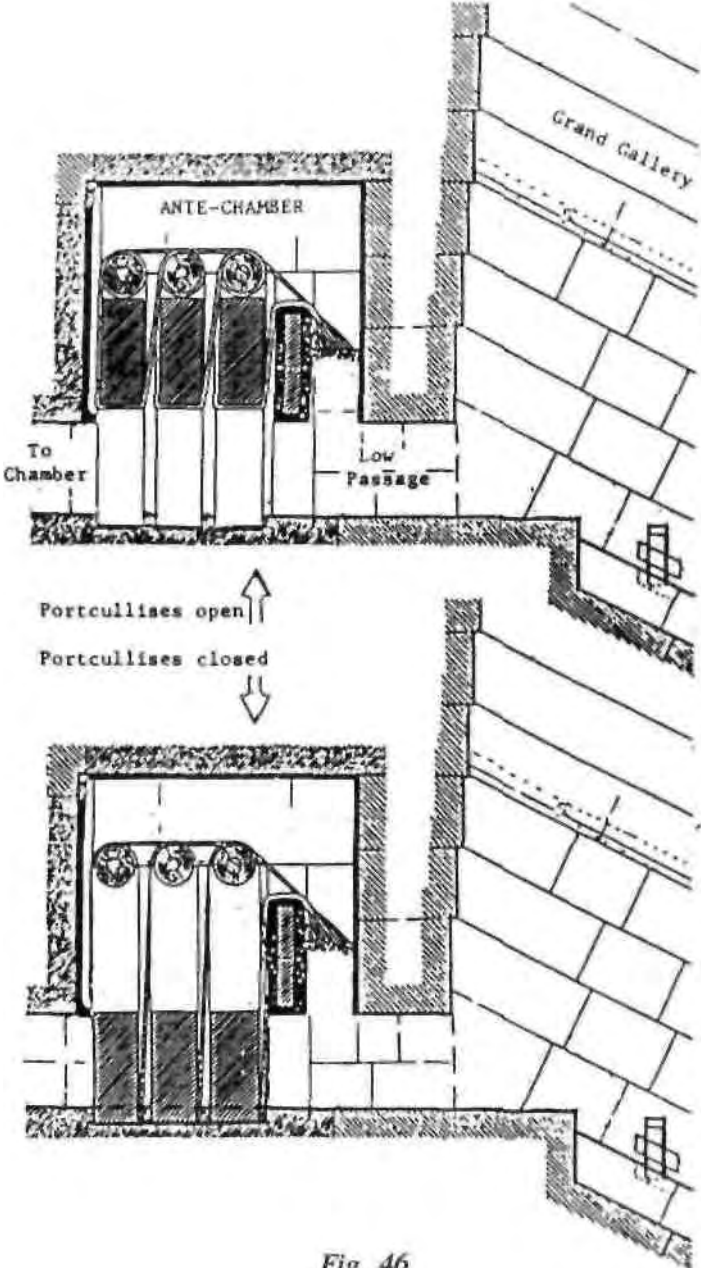 Grand Gallery
ANTE-CHAMBER
To
Chamber
Low
Passage
Portcullises open
Portcullises closed
Fig. 46